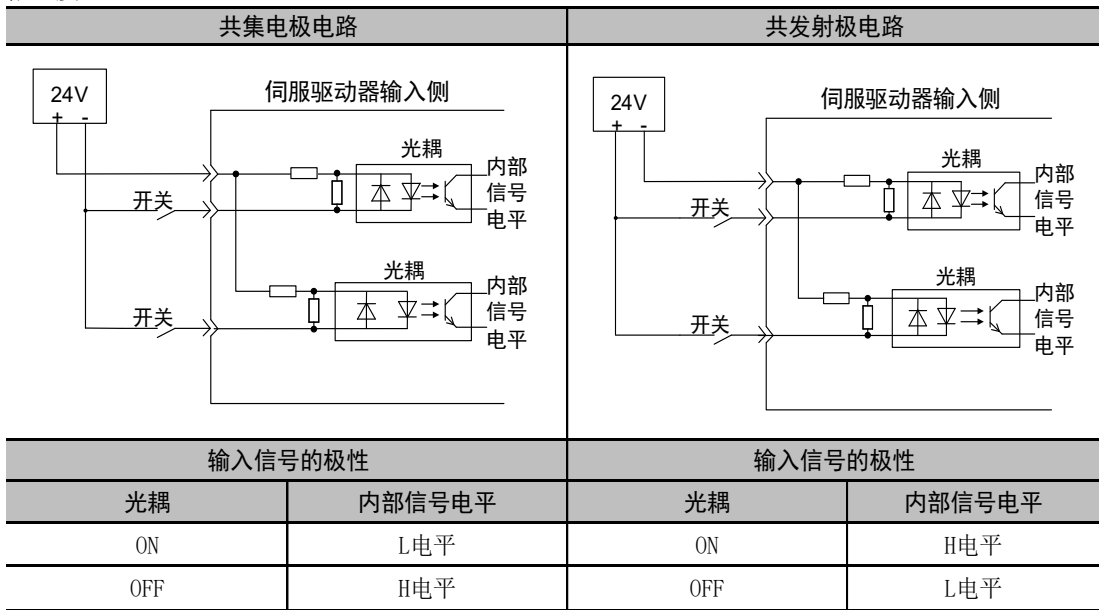 共集电极电路
共发射极电路
24V
+ -
伺服驱动器输入侧
光耦
内部
信号
电平
开关
光耦
内部
信号
电平
开关
24V
+ -
伺服驱动器输入侧
光耦
内部
信号
电平
开关
光耦
内部
信号
电平
开关
输入信号的极性
输入信号的极性
光耦 内部信号电平 光耦 内部信号电平
ON L电平 ON H电平
OFF H电平 OFF L电平